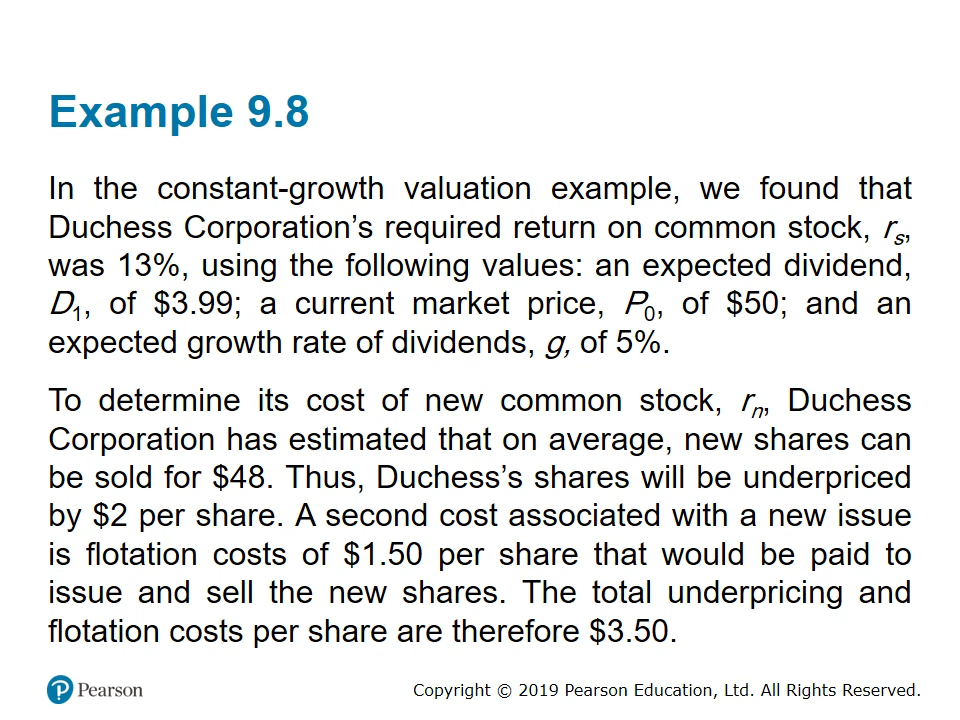 Example 9.8
In the constant-growth valuation example, we found that
Duchess Corporation’s required return on common stock, rs,
was 13%, using the following values: an expected dividend,
D1, of $3.99; a current market price, P0, of $50; and an
expected growth rate of dividends, g, of 5%.
To determine its cost of new common stock, rn, Duchess
Corporation has estimated that on average, new shares can
be sold for $48. Thus, Duchess’s shares will be underpriced
by $2 per share. A second cost associated with a new issue
is flotation costs of $1.50 per share that would be paid to
issue and sell the new shares. The total underpricing and
flotation costs per share are therefore $3.50.
P Pearson
Copyright © 2019 Pearson Education, Ltd. All Rights Reserved.